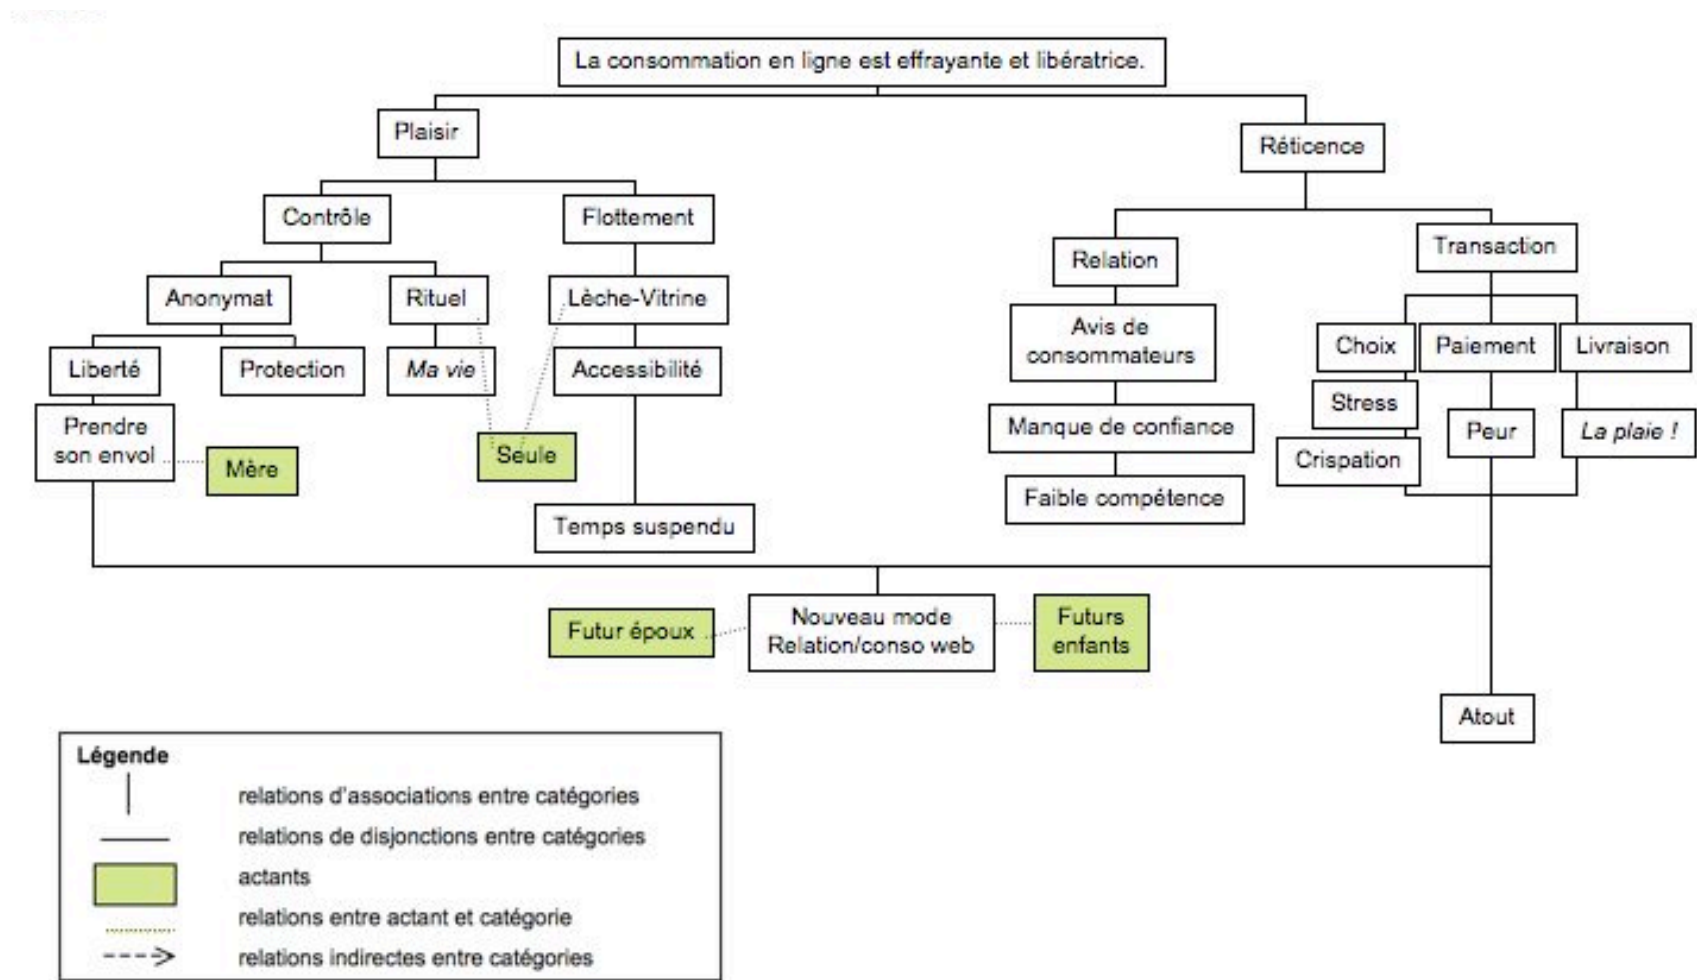 La consommation en ligne est effrayante et libératrice.
Plaisir
Réticence
Contrôle
Flottement
Relation
Transaction
Anonymat
Rituel
Lèche-Vitrine
Avis de
consommateurs
Choix
Paiement
Livraison
Liberté
Protection
Ma vie
Accessibilité
Stress
Prendre
son envol
Mère
Seule
Manque de confiance
Crispation
Peur
La plaie !
Faible compétence
Temps suspendu
Futur époux
Nouveau mode
Relation/conso web
Futurs
enfants
Atout
Légende
relations d'associations entre catégories
relations de disjonctions entre catégories
actants
relations entre actant et catégorie
relations indirectes entre catégories